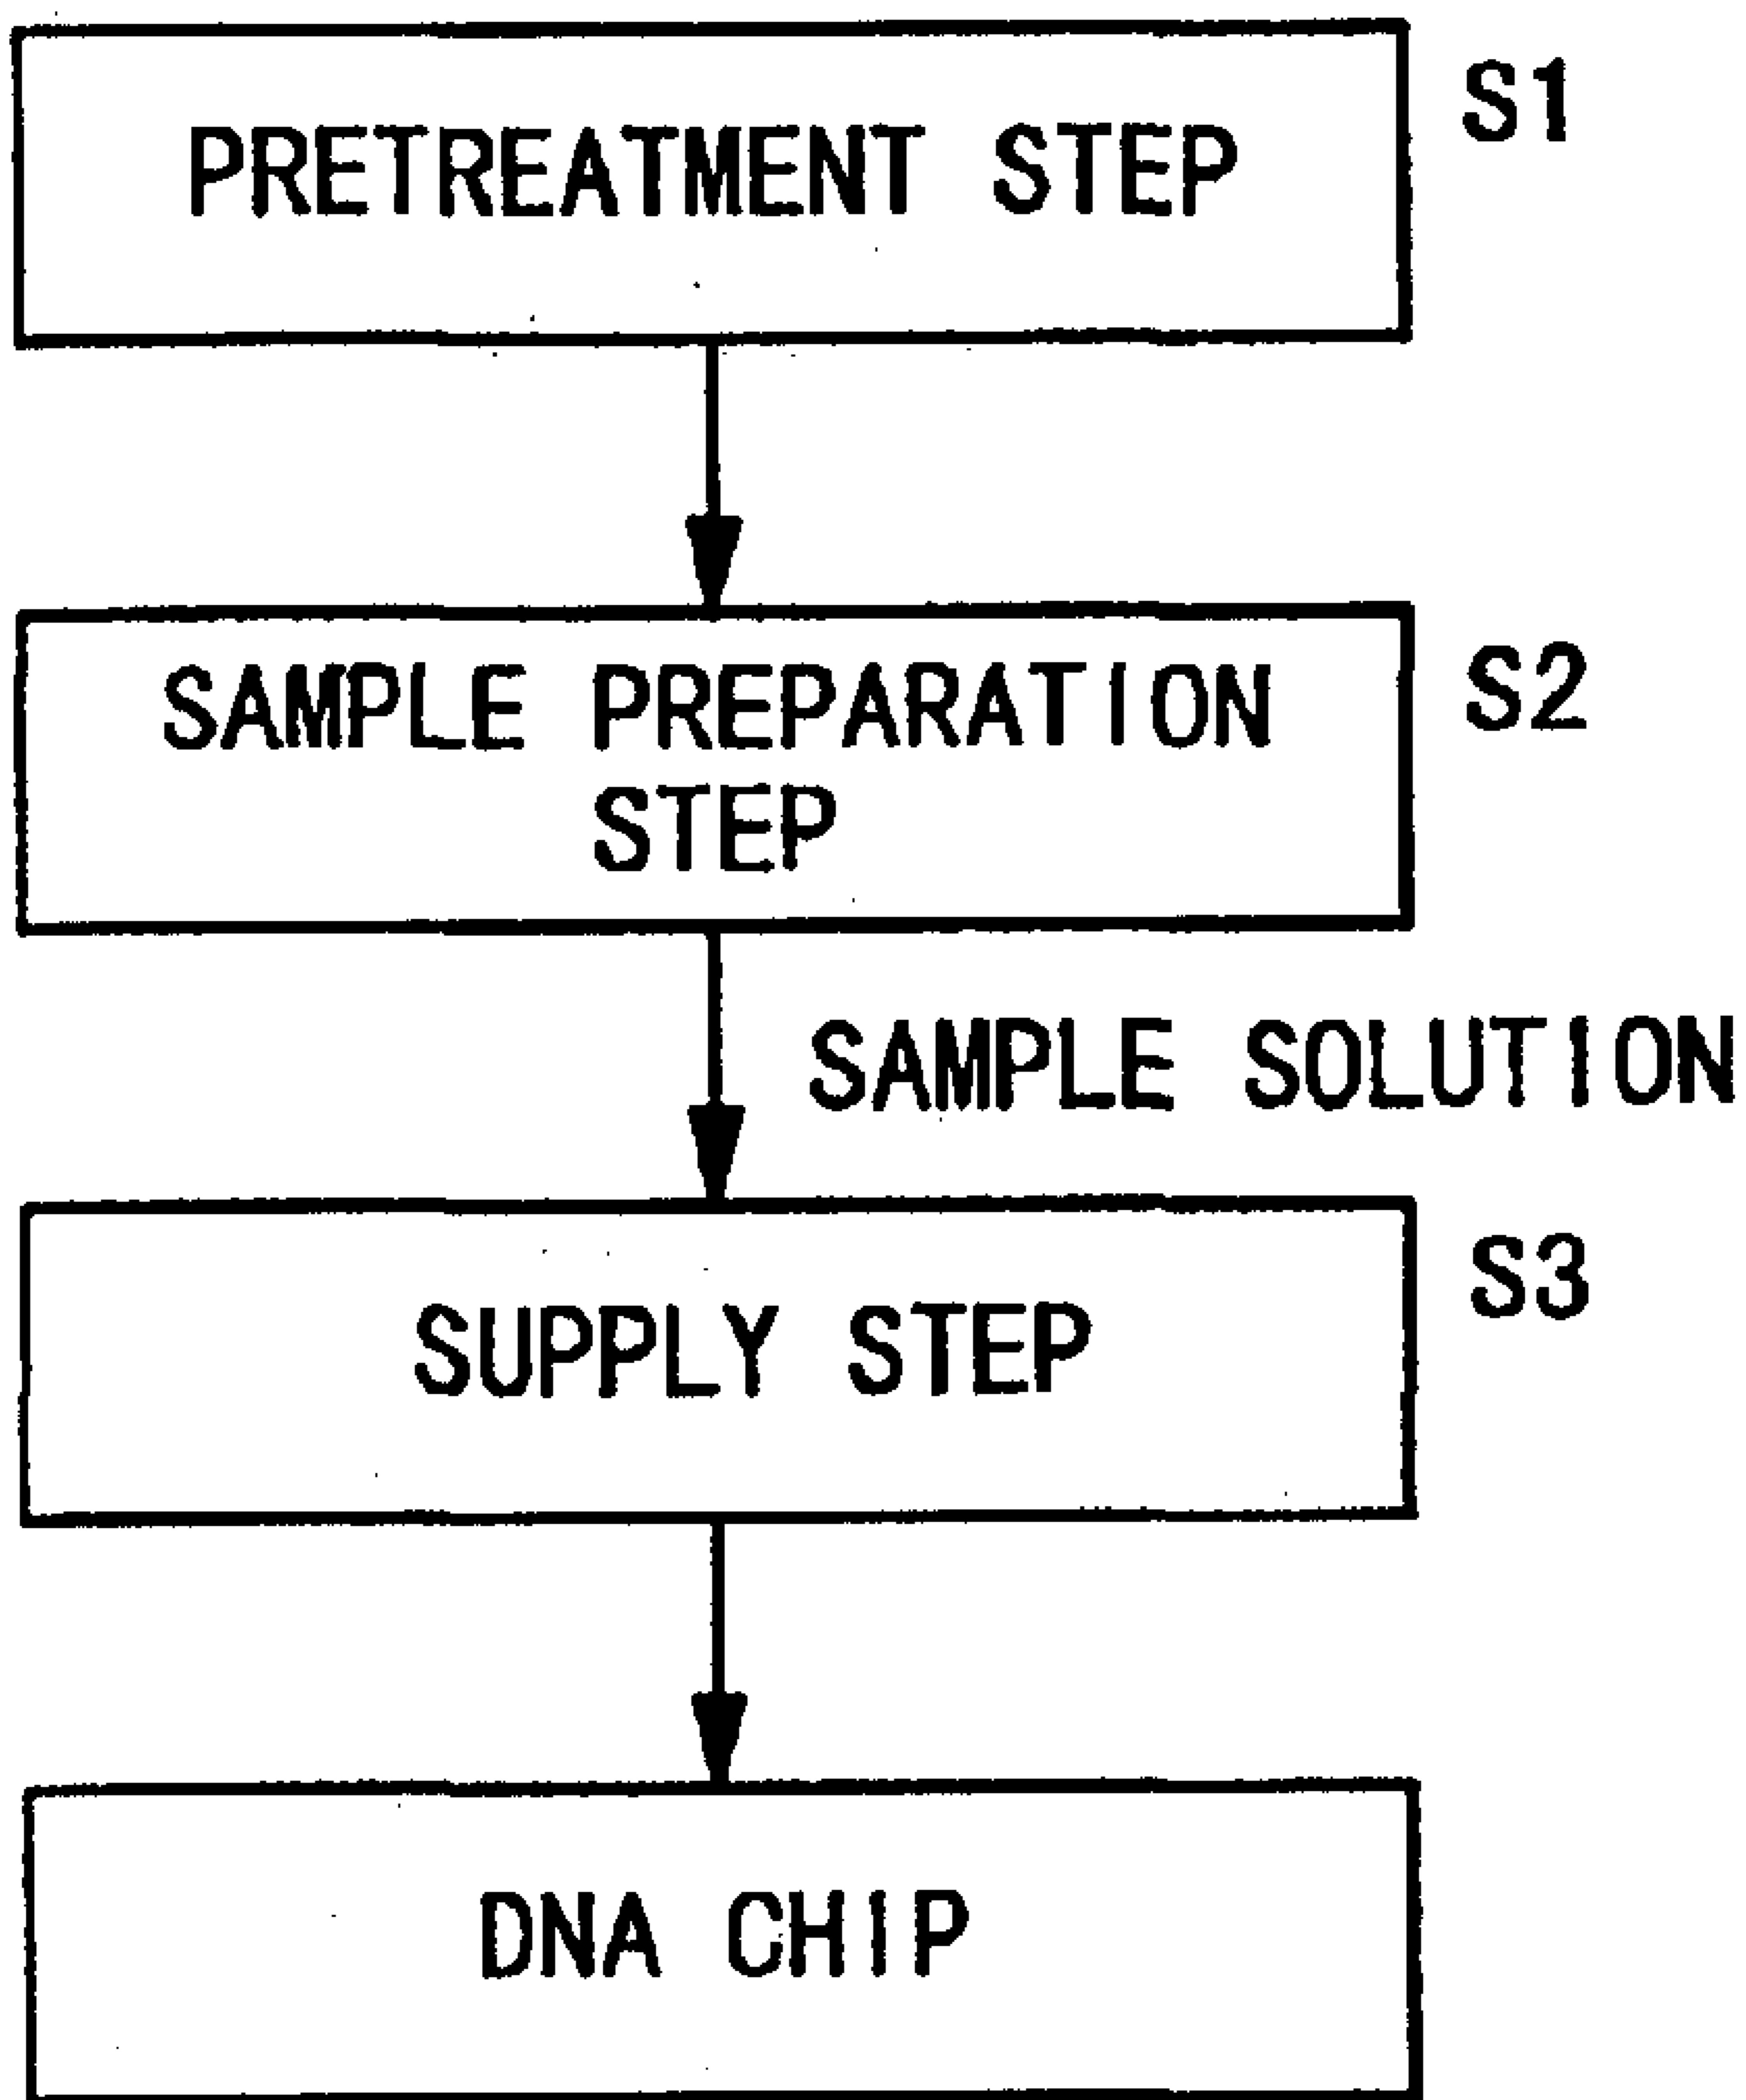 PRETREATMENT STEP
S1
SAMPLE PREPARATION
STEP
S2
SAMPLE SOLUTION
SUPPLY STEP
S3
DNA CHIP